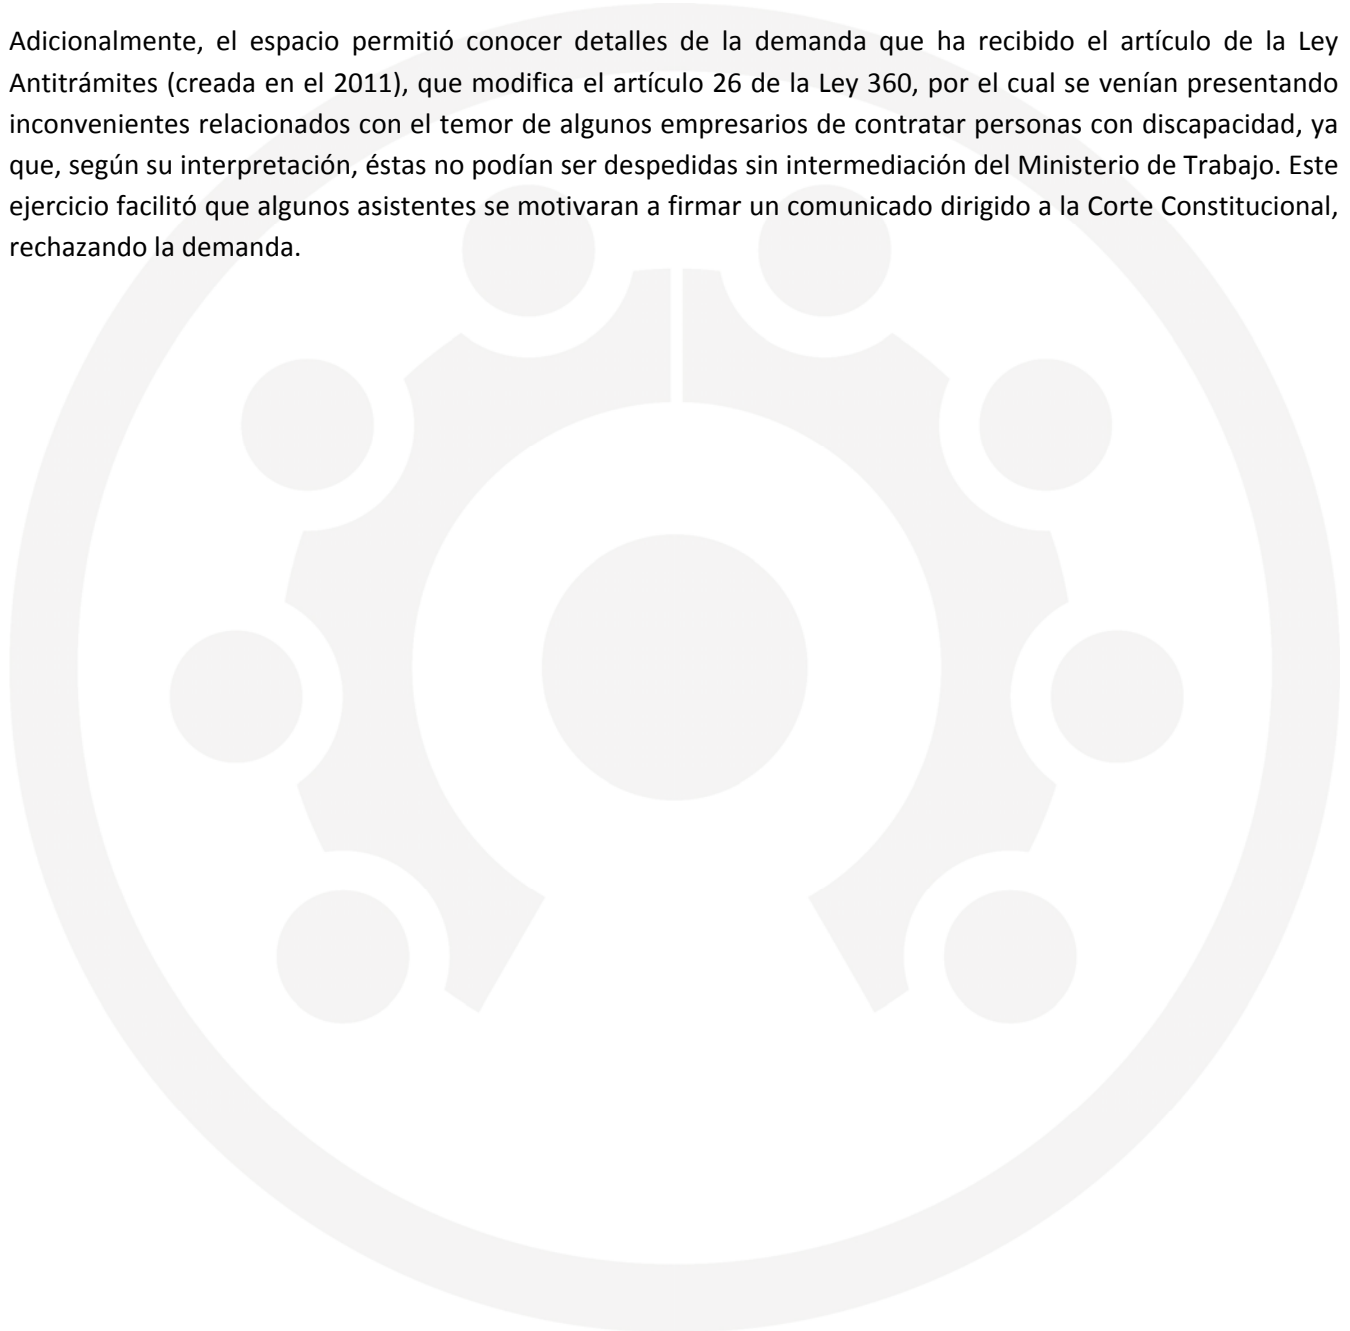 Adicionalmente, el espacio permitió conocer detalles de la demanda que ha recibido el artículo de la Ley
Antitrámites (creada en el 2011), que modifica el artículo 26 de la Ley 360, por el cual se venían presentando
inconvenientes relacionados con el temor de algunos empresarios de contratar personas con discapacidad, ya
que, según su interpretación, éstas no podían ser despedidas sin intermediación del Ministerio de Trabajo. Este
ejercicio facilitó que algunos asistentes se motivaran a firmar un comunicado dirigido a la Corte Constitucional,
rechazando la demanda.